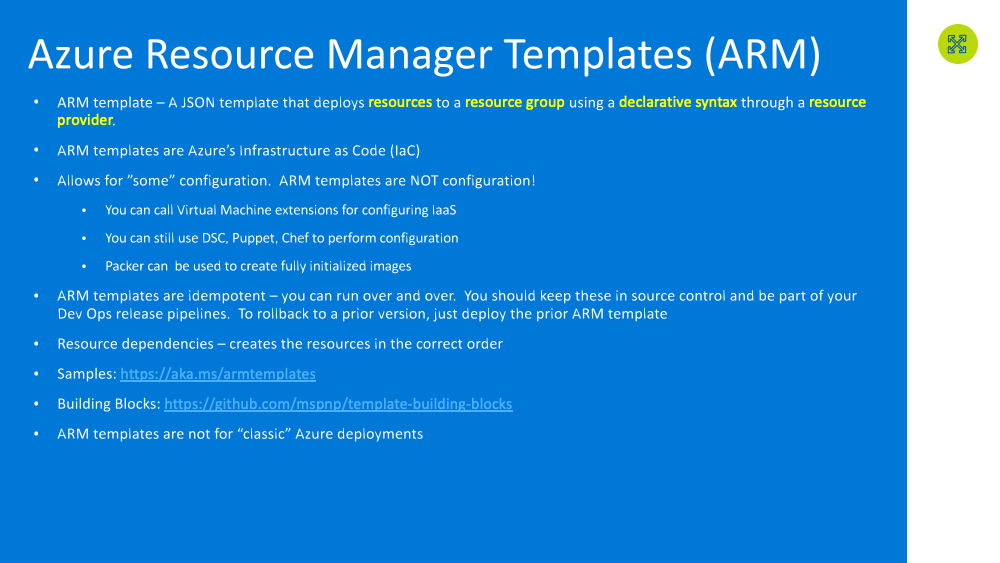 Azure Resource Manager Templates (ARM)
• ARM template – A JSON template that deploys resources to a resource group using a declarative syntax through a resource
provider.
• ARM templates are Azure's Infrastructure as Code (IaC)
• Allows for ”some” configuration.  ARM templates are NOT configuration!
• You can call Virtual Machine extensions for configuring IaaS
• You can still use DSC, Puppet, Chef to perform configuration
• Packer can  be used to create fully initialized images
• ARM templates are idempotent – you can run over and over.  You should keep these in source control and be part of your
Dev Ops release pipelines.  To rollback to a prior version, just deploy the prior ARM template
• Resource dependencies – creates the resources in the correct order
• Samples: https://aka.ms/armtemplates
• Building Blocks: https://github.com/mspnp/template-building-blocks
• ARM templates are not for “classic” Azure deployments